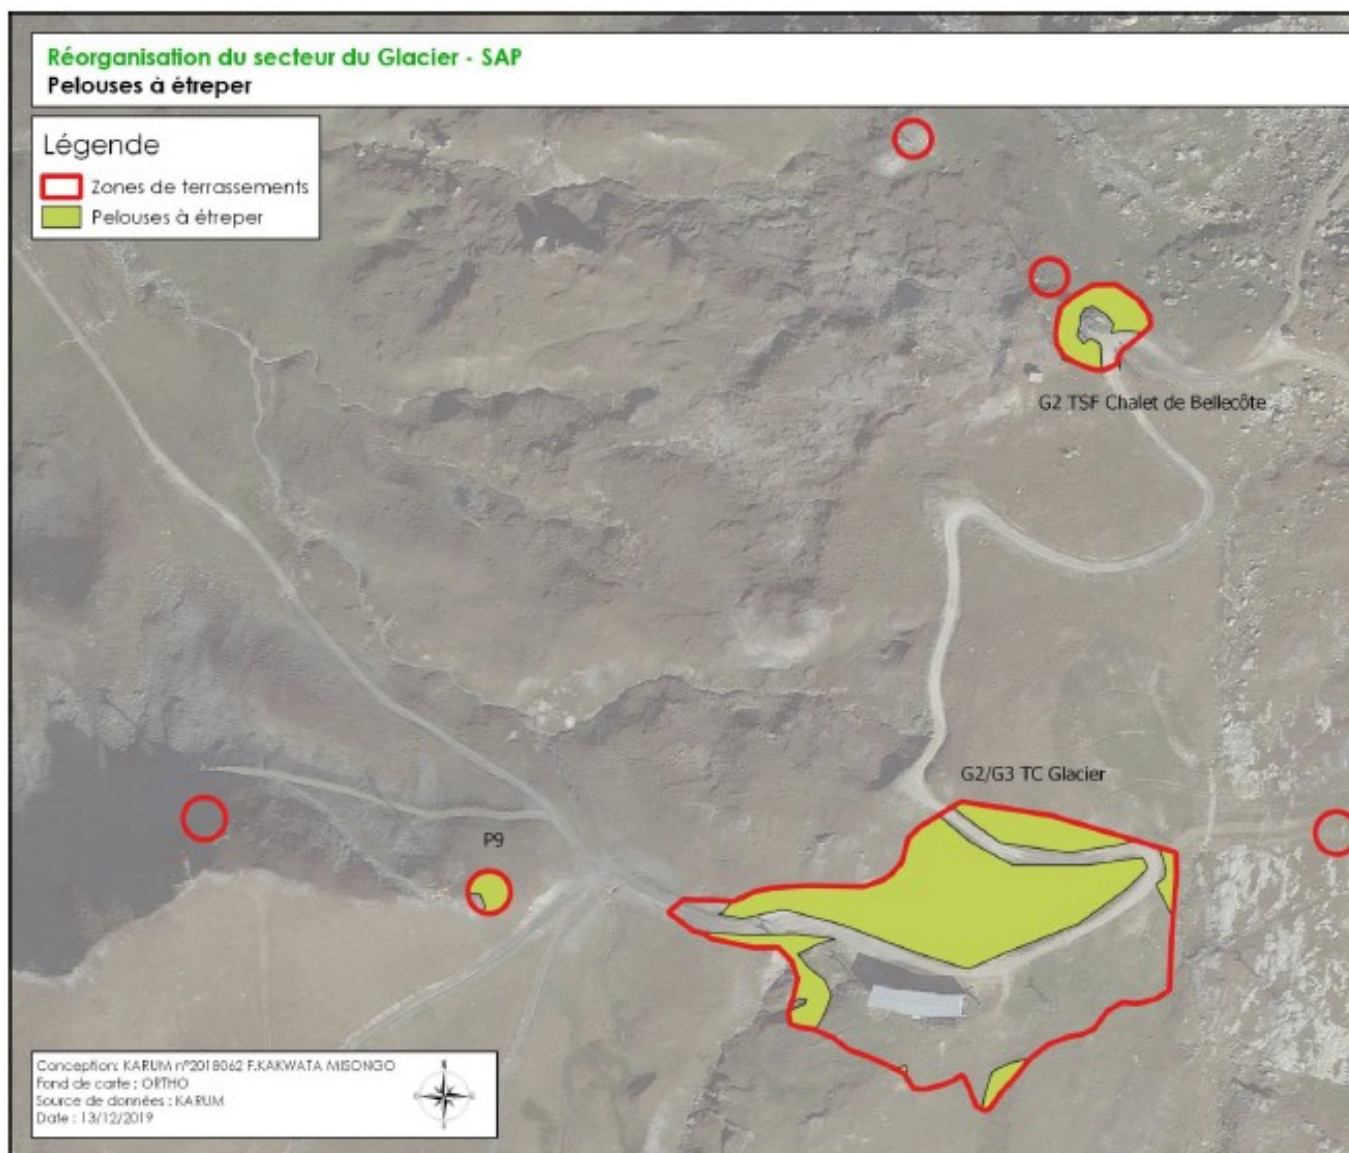 Réorganisation du secteur du Glacier - SAP
Pelouses à étreper
Légende
Zones de terrassements
Pelouses à étreper
G2 TSF Chalet de Bellecôte
G2/G3 TC Glacier
P9
Conception: KARUM n°2018062 F.KAKWATA MISONGO
Fond de carte : ORTHO
Source de données : KARUM
Date : 13/12/2019
N